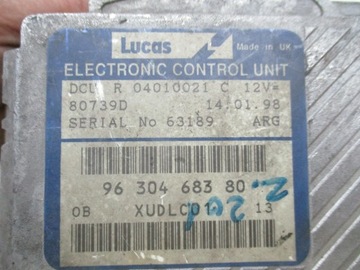 Lucas
Made in UK
ELECTRONIC CONTROL UNIT
DCU R 04010021 C 12V=
80739D 14.01.98
SERIAL No 63189 ARG
96 304 683 80
0B XUDLC01 13